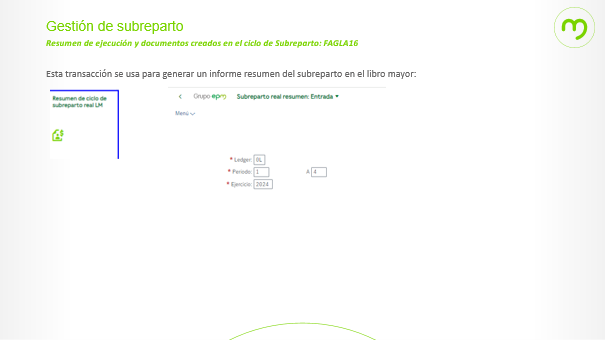 Gestión de subreparto
Resumen de ejecución y documentos creados en el ciclo de Subreparto: FAGLA16
Esta transacción se usa para generar un informe resumen del subreparto en el libro mayor:
Resumen de ciclo de
subreparto real LM
Grupo epm Subreparto real resumen: Entrada
Menú
* Ledger: 0L
* Periodo: 1 A 4
* Ejercicio: 2024